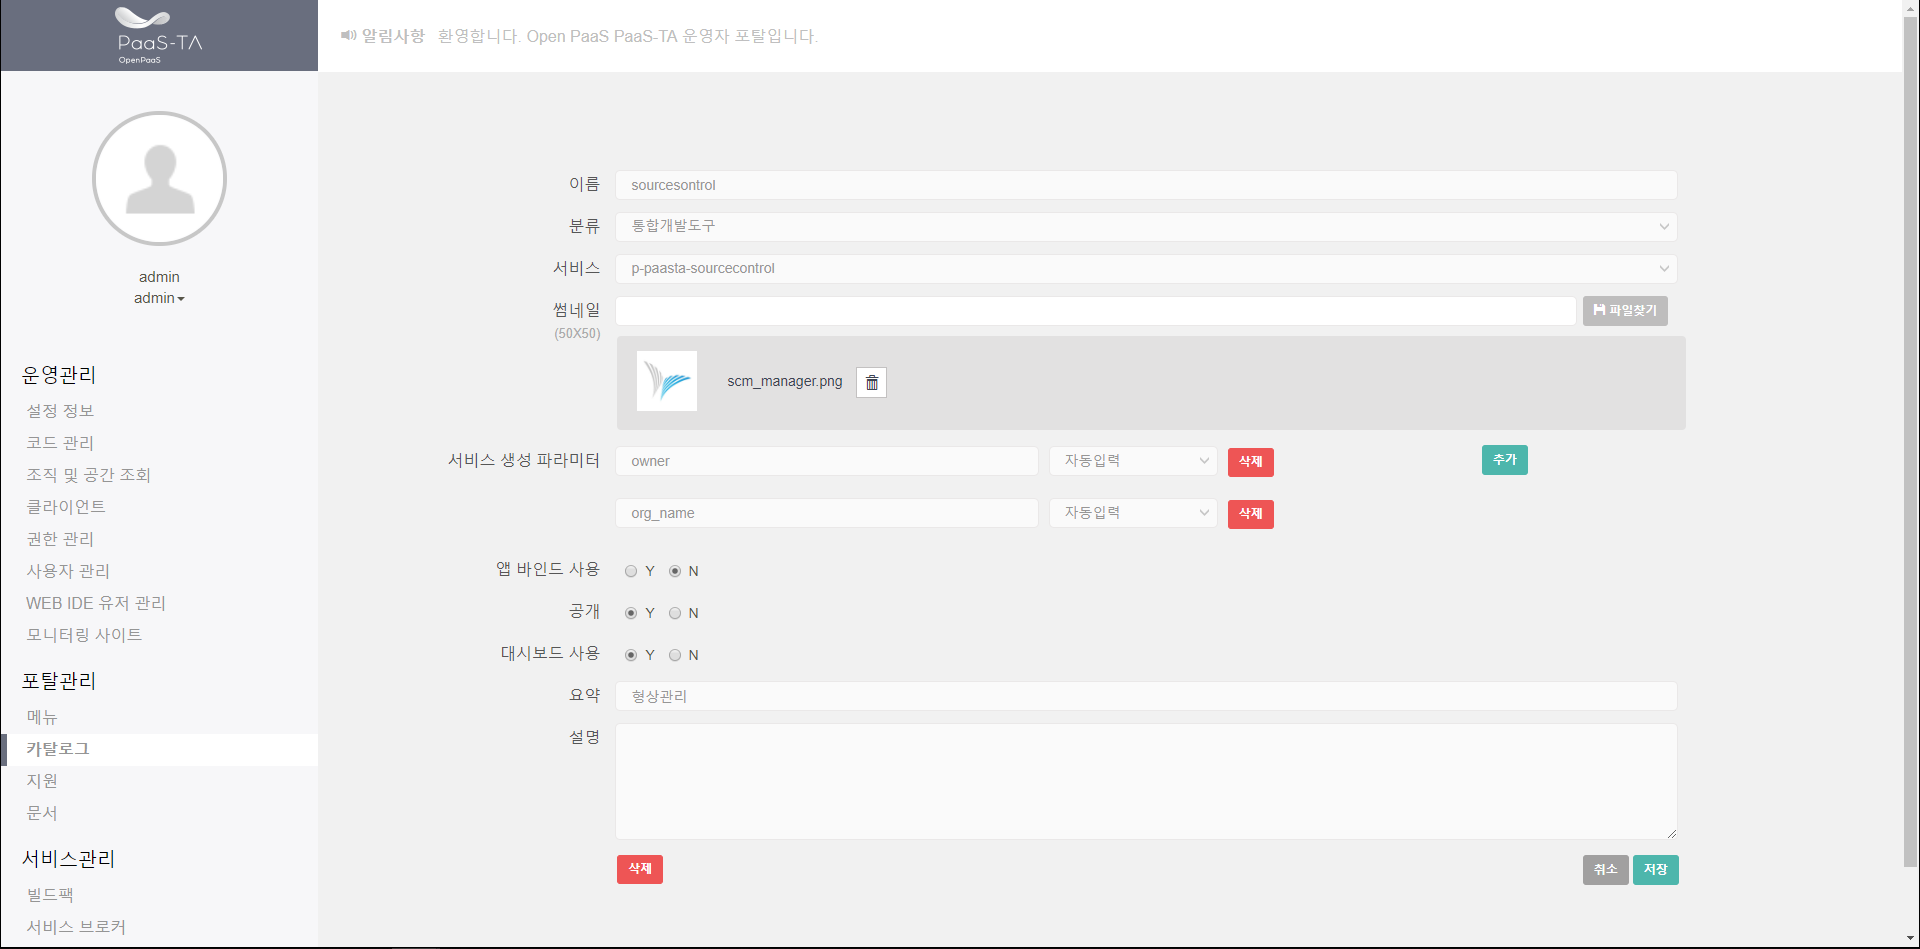 PaaS-TA
OpenPaaS
알림사항 환영합니다. Open PaaS PaaS-TA 운영자 포탈입니다.
admin
admin
운영관리
설정 정보
코드 관리
조직 및 공간 조회
클라이언트
권한 관리
사용자 관리
WEB IDE 유저 관리
모니터링 사이트
포탈관리
메뉴
카탈로그
지원
문서
서비스관리
빌드팩
서비스 브로커
이름 sourcesontrol
분류 통합개발도구
서비스 p-paasta-sourcecontrol
썸네일 파일찾기
(50X50)
scm_manager.png
서비스 생성 파라미터 owner 자동입력 삭제 추가
org_name 자동입력 삭제
앱 바인드 사용 Y N
공개 Y N
대시보드 사용 Y N
요약 형상관리
설명
삭제 취소 저장